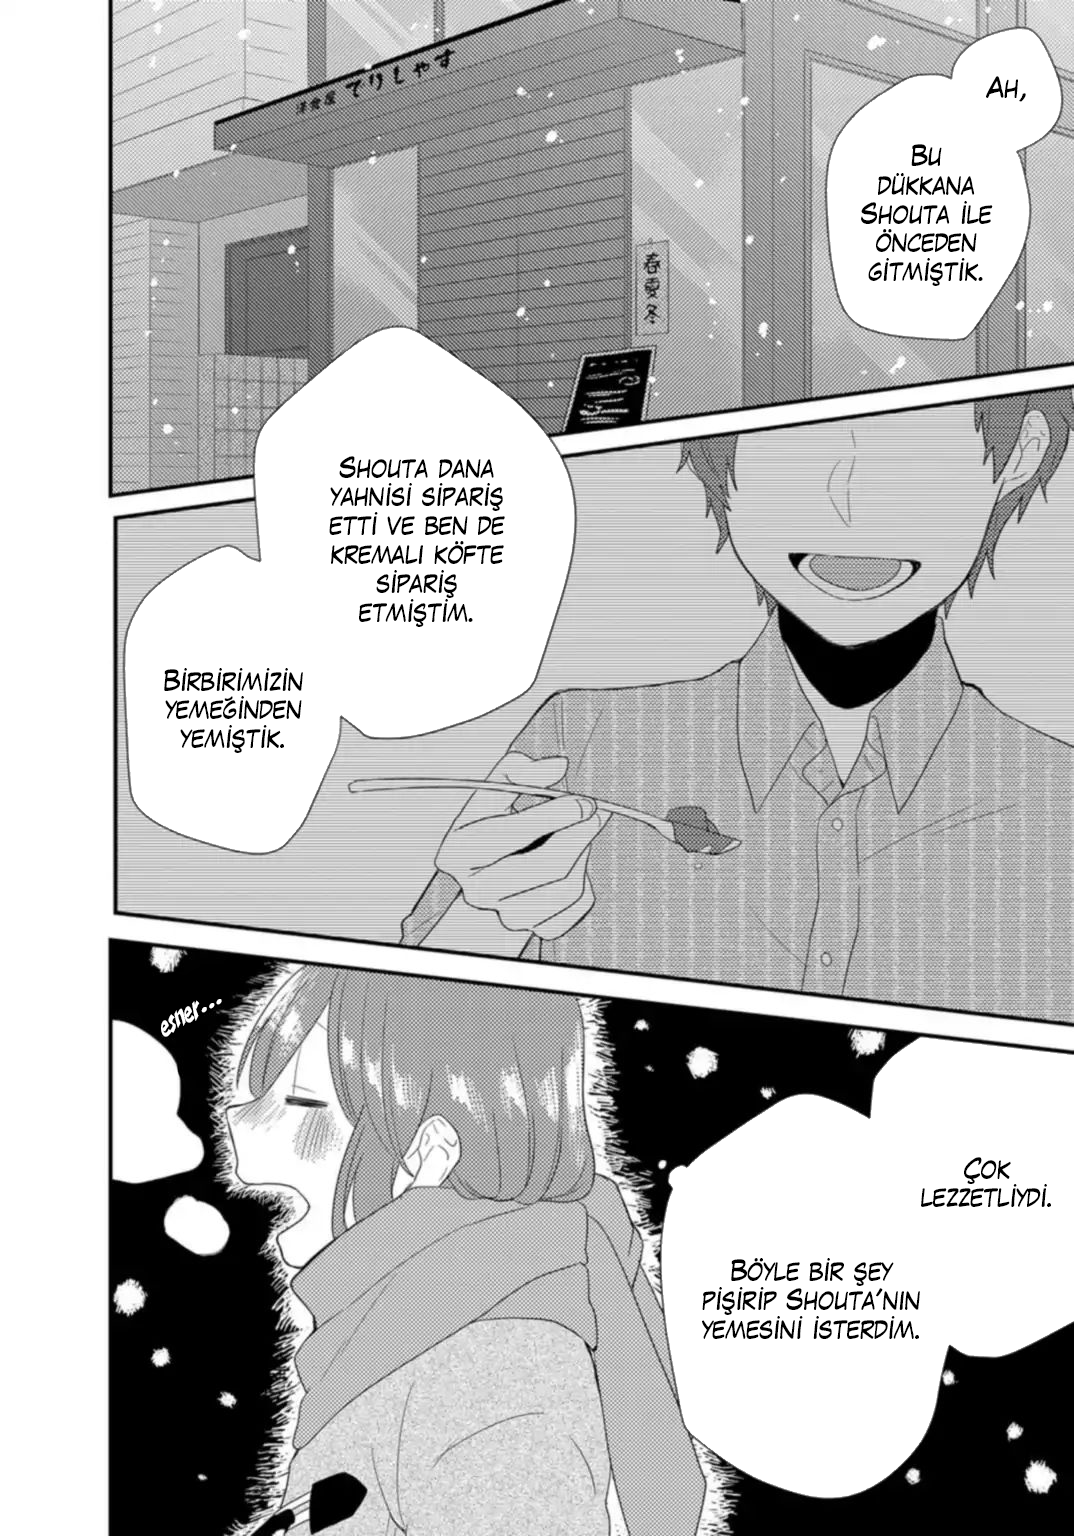 洋食屋 でりしゃす
Ah,
Bu
dükkana
Shouta ile
önceden
gitmiştik.
春夏冬
Shouta dana
yahnisi sipariş
etti ve ben de
kremalı köfte
sipariş
etmiştim.
Birbirimizin
yemeğinden
yemiştik.
esner...
Çok
lezzetliydi.
Böyle bir şey
pişirip Shouta’nın
yemesini isterdim.